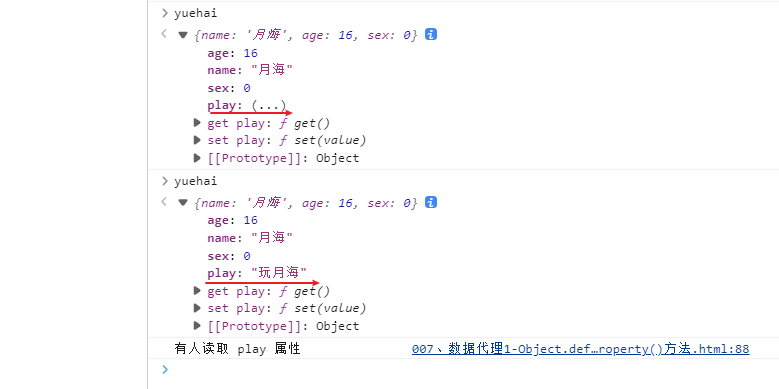 yuehai
{name: '月海', age: 16, sex: 0}
age: 16
name: "月海"
sex: 0
play: (...)
get play: ƒ get()
set play: ƒ set(value)
[[Prototype]]: Object
yuehai
{name: '月海', age: 16, sex: 0}
age: 16
name: "月海"
sex: 0
play: "玩月海"
get play: ƒ get()
set play: ƒ set(value)
[[Prototype]]: Object
有人读取 play 属性 007、数据代理1-Object.def…roperty()方法.html:88